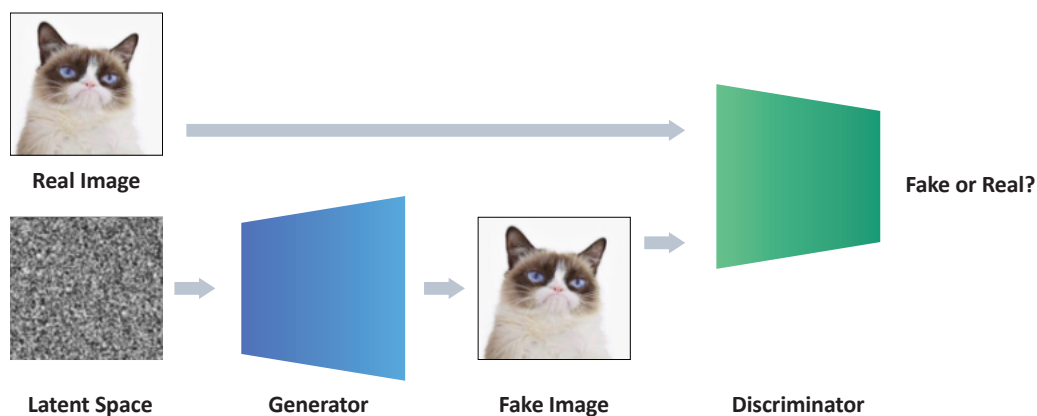 Real Image
Fake or Real?
Latent Space
Generator
Fake Image
Discriminator